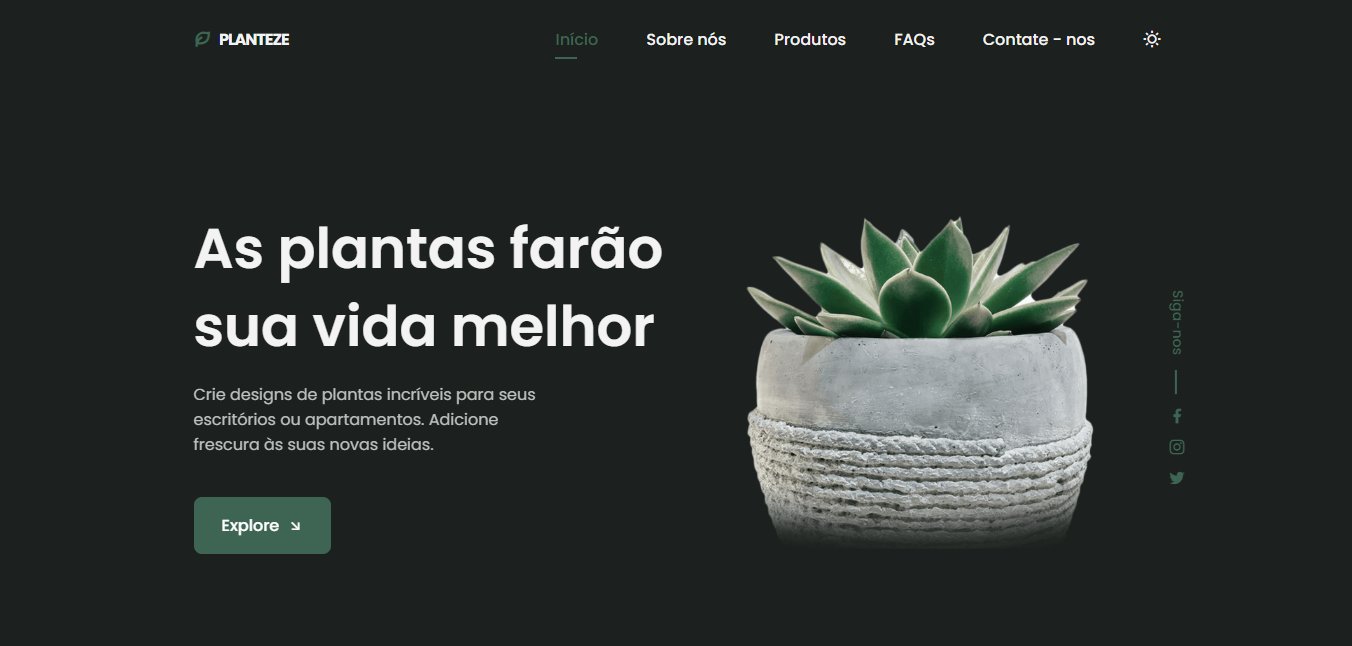 PLANTEZE
Início
Sobre nós
Produtos
FAQs
Contate - nos
As plantas farão
sua vida melhor
Crie designs de plantas incríveis para seus
escritórios ou apartamentos. Adicione
frescura às suas novas ideias.
Explore
Siga-nos